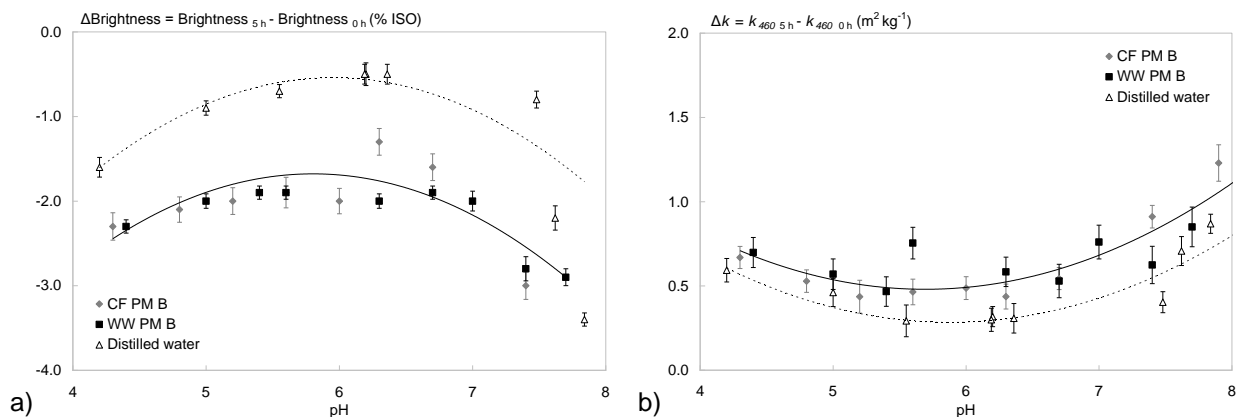 ΔBrightness = Brightness 5 h - Brightness 0 h (% ISO)
0.0
-1.0
-2.0
-3.0
-4.0
CF PM B
WW PM B
Distilled water
4 5 6 7 8
pH
a)
Δk = k460 5 h - k460 0 h (m2 kg-1)
2.0
1.5
1.0
0.5
0.0
CF PM B
WW PM B
Distilled water
4 5 6 7 8
pH
b)